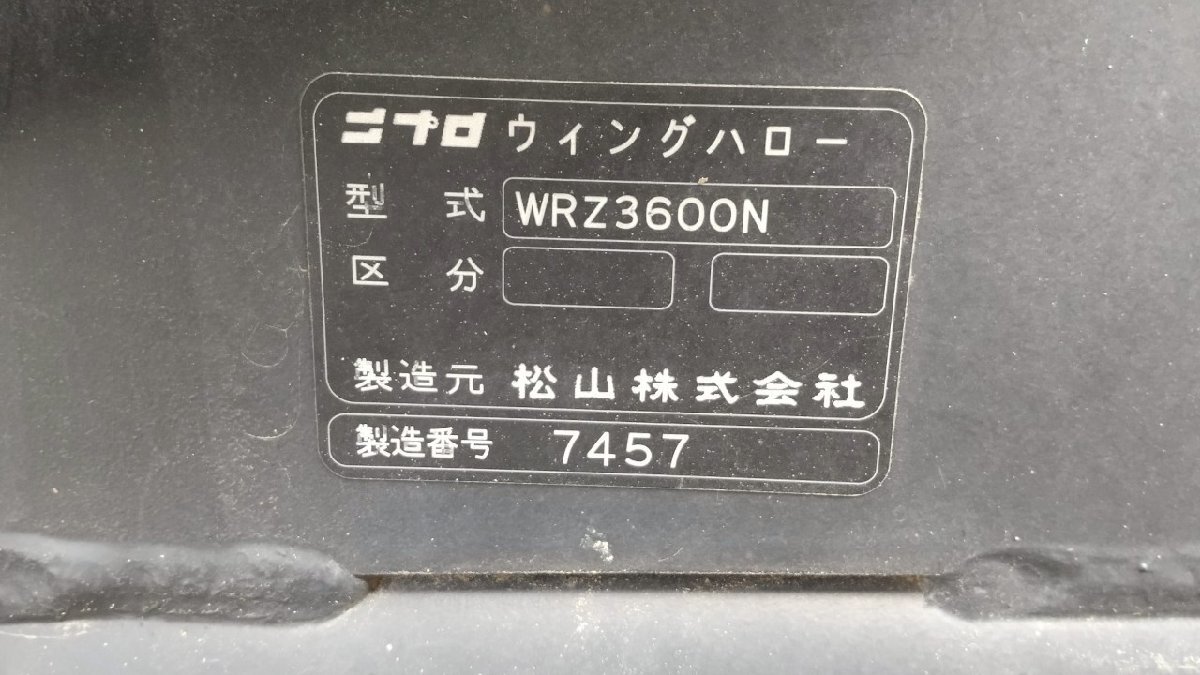 ニプロ ウィングハロー
型式 WRZ3600N
区分
製造元 松山株式会社
製造番号 7457